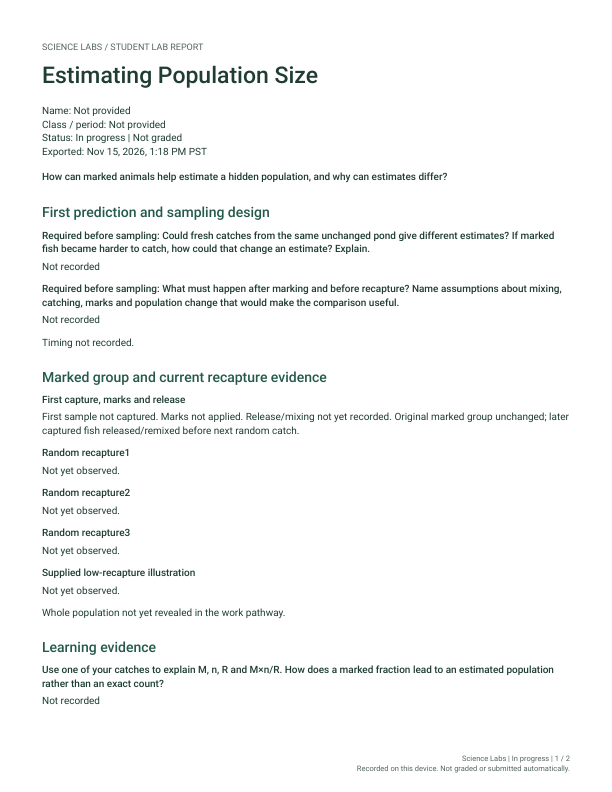 SCIENCE LABS / STUDENT LAB REPORT
Estimating Population Size
Name: Not provided
Class / period: Not provided
Status: In progress | Not graded
Exported: Nov 15, 2026, 1:18 PM PST
How can marked animals help estimate a hidden population, and why can estimates differ?
First prediction and sampling design
Required before sampling: Could fresh catches from the same unchanged pond give different estimates? If marked
fish became harder to catch, how could that change an estimate? Explain.
Not recorded
Required before sampling: What must happen after marking and before recapture? Name assumptions about mixing,
catching, marks and population change that would make the comparison useful.
Not recorded
Timing not recorded.
Marked group and current recapture evidence
First capture, marks and release
First sample not captured. Marks not applied. Release/mixing not yet recorded. Original marked group unchanged; later
captured fish released/remixed before next random catch.
Random recapture1
Not yet observed.
Random recapture2
Not yet observed.
Random recapture3
Not yet observed.
Supplied low-recapture illustration
Not yet observed.
Whole population not yet revealed in the work pathway.
Learning evidence
Use one of your catches to explain M, n, R and M×n/R. How does a marked fraction lead to an estimated population
rather than an exact count?
Not recorded
Science Labs | In progress | 1 / 2
Recorded on this device. Not graded or submitted automatically.